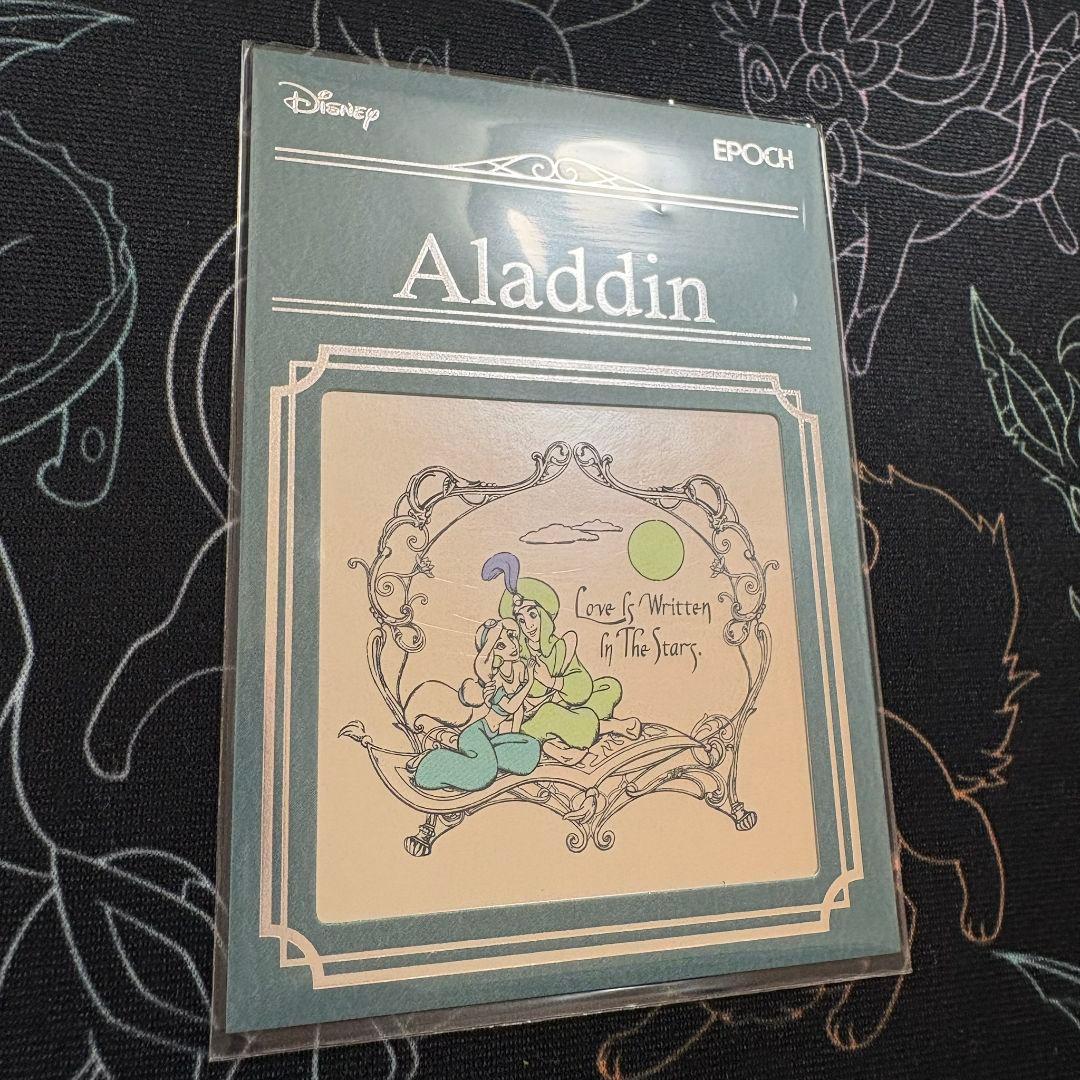 Disney
EPOCH
Aladdin
Love Is Written
In The Stars.